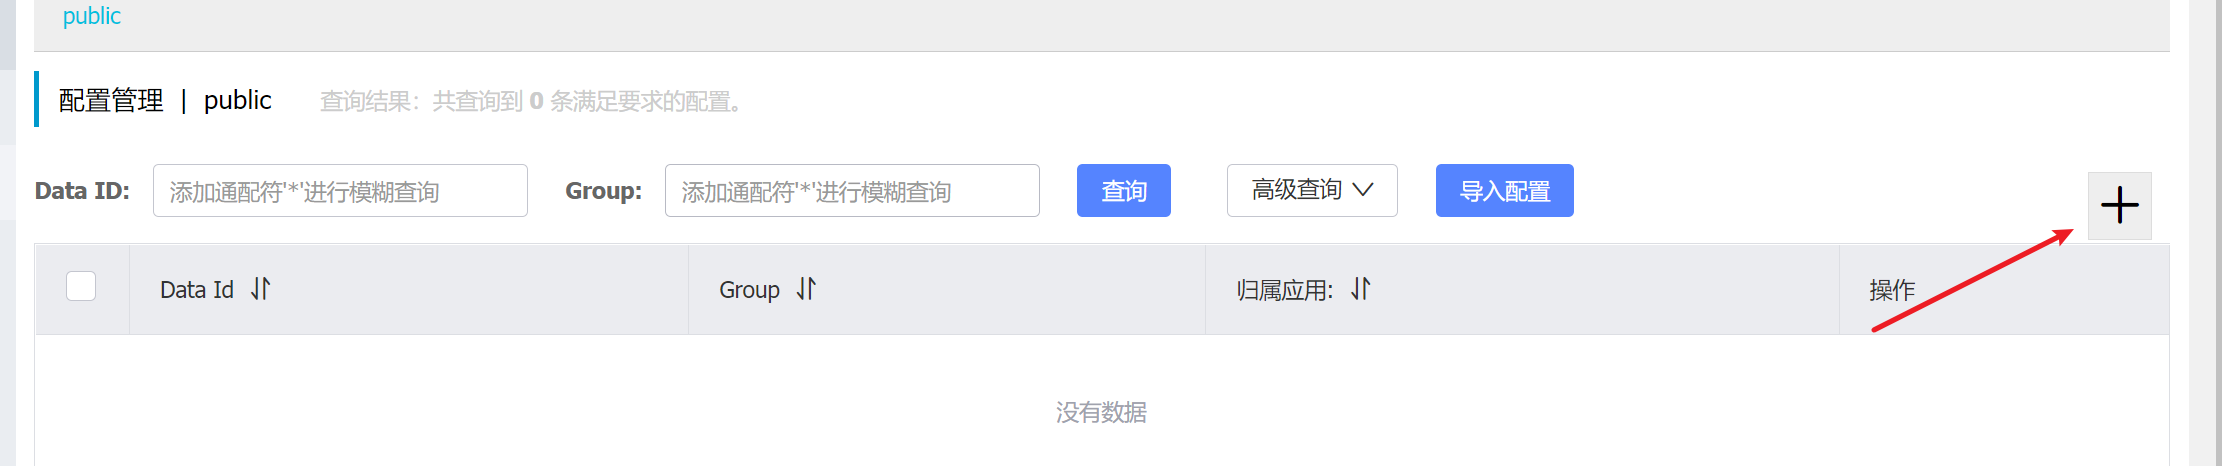 public
配置管理 | public 查询结果：共查询到 0 条满足要求的配置。
Data ID: 添加通配符'*'进行模糊查询 Group: 添加通配符'*'进行模糊查询 查询 高级查询 导入配置
Data Id Group 归属应用: 操作
没有数据